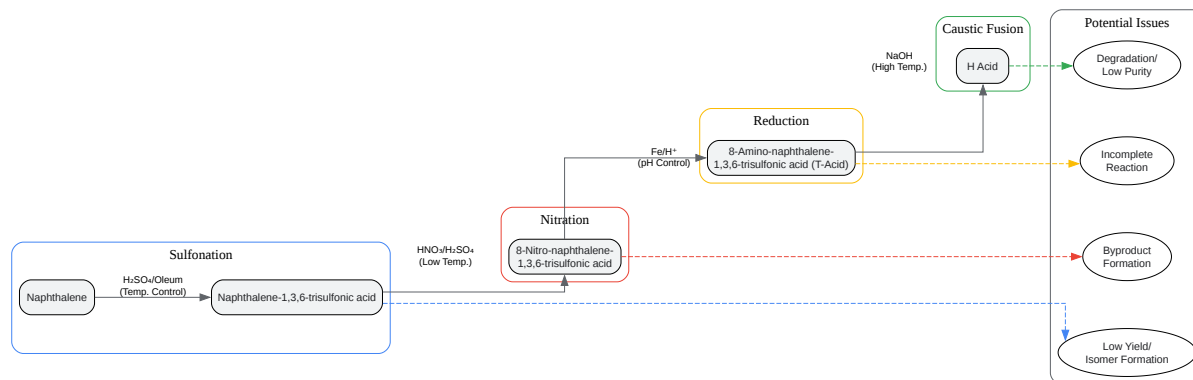 Sulfonation
Naphthalene
H₂SO₄/Oleum
(Temp. Control)
Naphthalene-1,3,6-trisulfonic acid
HNO₃/H₂SO₄
(Low Temp.)
Nitration
8-Nitro-naphthalene-
1,3,6-trisulfonic acid
Fe/H⁺
(pH Control)
Reduction
8-Amino-naphthalene-
1,3,6-trisulfonic acid (T-Acid)
NaOH
(High Temp.)
Caustic Fusion
H Acid
Potential Issues
Degradation/
Low Purity
Incomplete
Reaction
Byproduct
Formation
Low Yield/
Isomer Formation